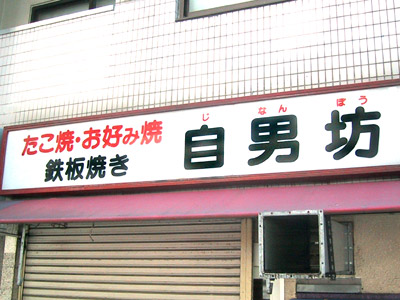 たこ焼・お好み焼
鉄板焼き
じなんぼう
自男坊